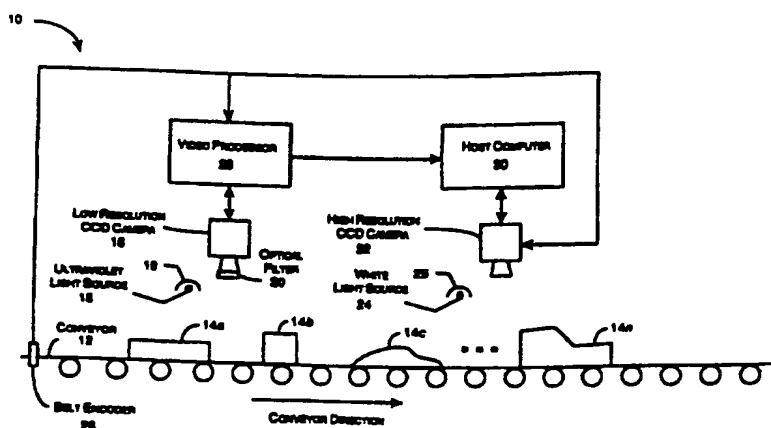 10
VIDEO PROCESSOR
28
HOST COMPUTER
30
LOW RESOLUTION
CCD CAMERA
16
OPTICAL
FILTER
20
HIGH RESOLUTION
CCD CAMERA
22
ULTRAVIOLET
LIGHT SOURCE
18
19
WHITE
LIGHT SOURCE
24
25
CONVEYOR
12
14a
14b
14c
14n
BELT ENCODER
26
CONVEYOR DIRECTION